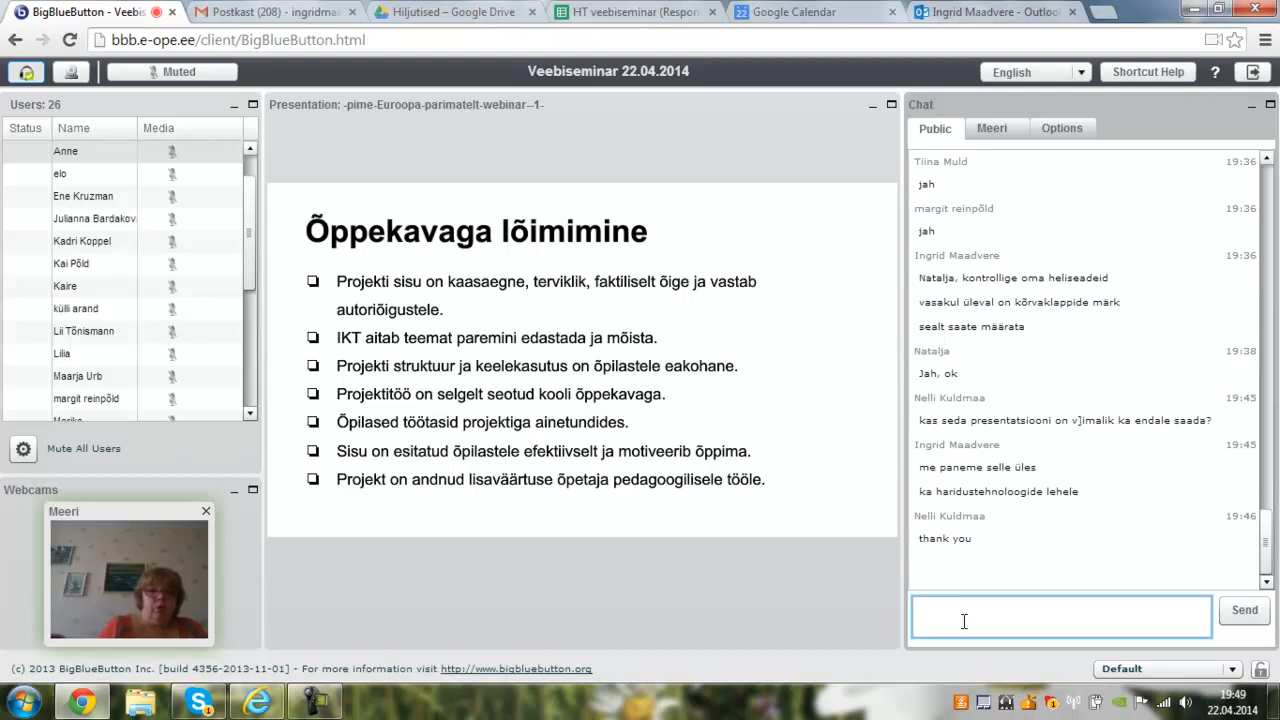 BigBlueButton - Veebis
Postkast (208) - ingridma
Hiljutised – Google Drive
HT veebiseminar (Respon
Google Calendar
Ingrid Maadvere - Outloo
bbb.e-ope.ee/client/BigBlueButton.html
Muted
Veebiseminar 22.04.2014
English
Shortcut Help
?
Users: 26
Status Name Media
Anne
elo
Ene Kruzman
Julianna Bardakov
Kadri Koppel
Kai Põld
Kaire
külli arand
Lii Tõnismann
Lilia
Maarja Urb
margit reinpõld
Marika
Mute All Users
Webcams
Meeri
Presentation: -pime-Euroopa-parimatelt-webinar--1-
Õppekavaga lõimimine
Projekti sisu on kaasaegne, terviklik, faktiliselt õige ja vastab
autoriõigustele.
IKT aitab teemat paremini edastada ja mõista.
Projekti struktuur ja keelekasutus on õpilastele eakohane.
Projektitöö on selgelt seotud kooli õppekavaga.
Õpilased töötasid projektiga ainetundides.
Sisu on esitatud õpilastele efektiivselt ja motiveerib õppima.
Projekt on andnud lisaväärtuse õpetaja pedagoogilisele tööle.
Chat
Public Meeri Options
Tiina Muld 19:36
jah
margit reinpõld 19:36
jah
Ingrid Maadvere 19:36
Natalja, kontrollige oma heliseadeid
vasakul üleval on kõrvaklappide märk
sealt saate määrata
Natalja 19:38
Jah, ok
Nelli Kuldmaa 19:45
kas seda presentatsiooni on v]imalik ka endale saada?
Ingrid Maadvere 19:45
me paneme selle üles
ka haridustehnoloogide lehele
Nelli Kuldmaa 19:46
thank you
Send
(c) 2013 BigBlueButton Inc. [build 4356-2013-11-01] - For more information visit http://www.bigbluebutton.org
Default
19:49
22.04.2014